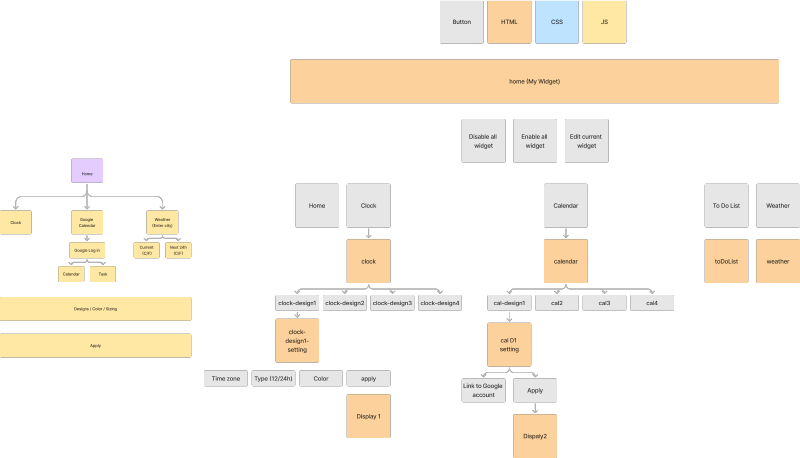 Button
HTML
CSS
JS
home (My Widget)
Disable all
widget
Enable all
widget
Edit current
widget
Home
Clock
Google
Calendar
Weather
(Enter city)
Google Log in
Current
(C/F)
Next 24h
(C/F)
Calendar
Task
Designs / Color / Sizing
Apply
Home
Clock
Calendar
To Do List
Weather
clock
calendar
toDoList
weather
clock-design1
clock-design2
clock-design3
clock-design4
cal-design1
cal2
cal3
cal4
clock-
design1-
setting
cal D1
setting
Time zone
Type (12/24h)
Color
apply
Link to Google
account
Apply
Display 1
Dispaly2